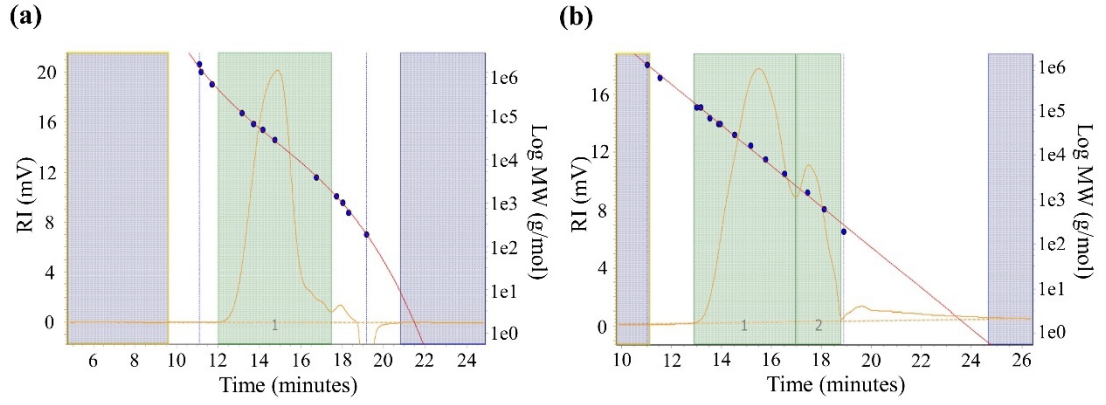 (a)
RI (mV)
20
16
12
8
4
0
1e6
1e5
1e4
1e3
1e2
1e1
1e0
Log MW (g/mol)
1
6 8 10 12 14 16 18 20 22 24
Time (minutes)
(b)
RI (mV)
16
12
8
4
0
1e6
1e5
1e4
1e3
1e2
1e1
1e0
Log MW (g/mol)
1 2
10 12 14 16 18 20 22 24 26
Time (minutes)